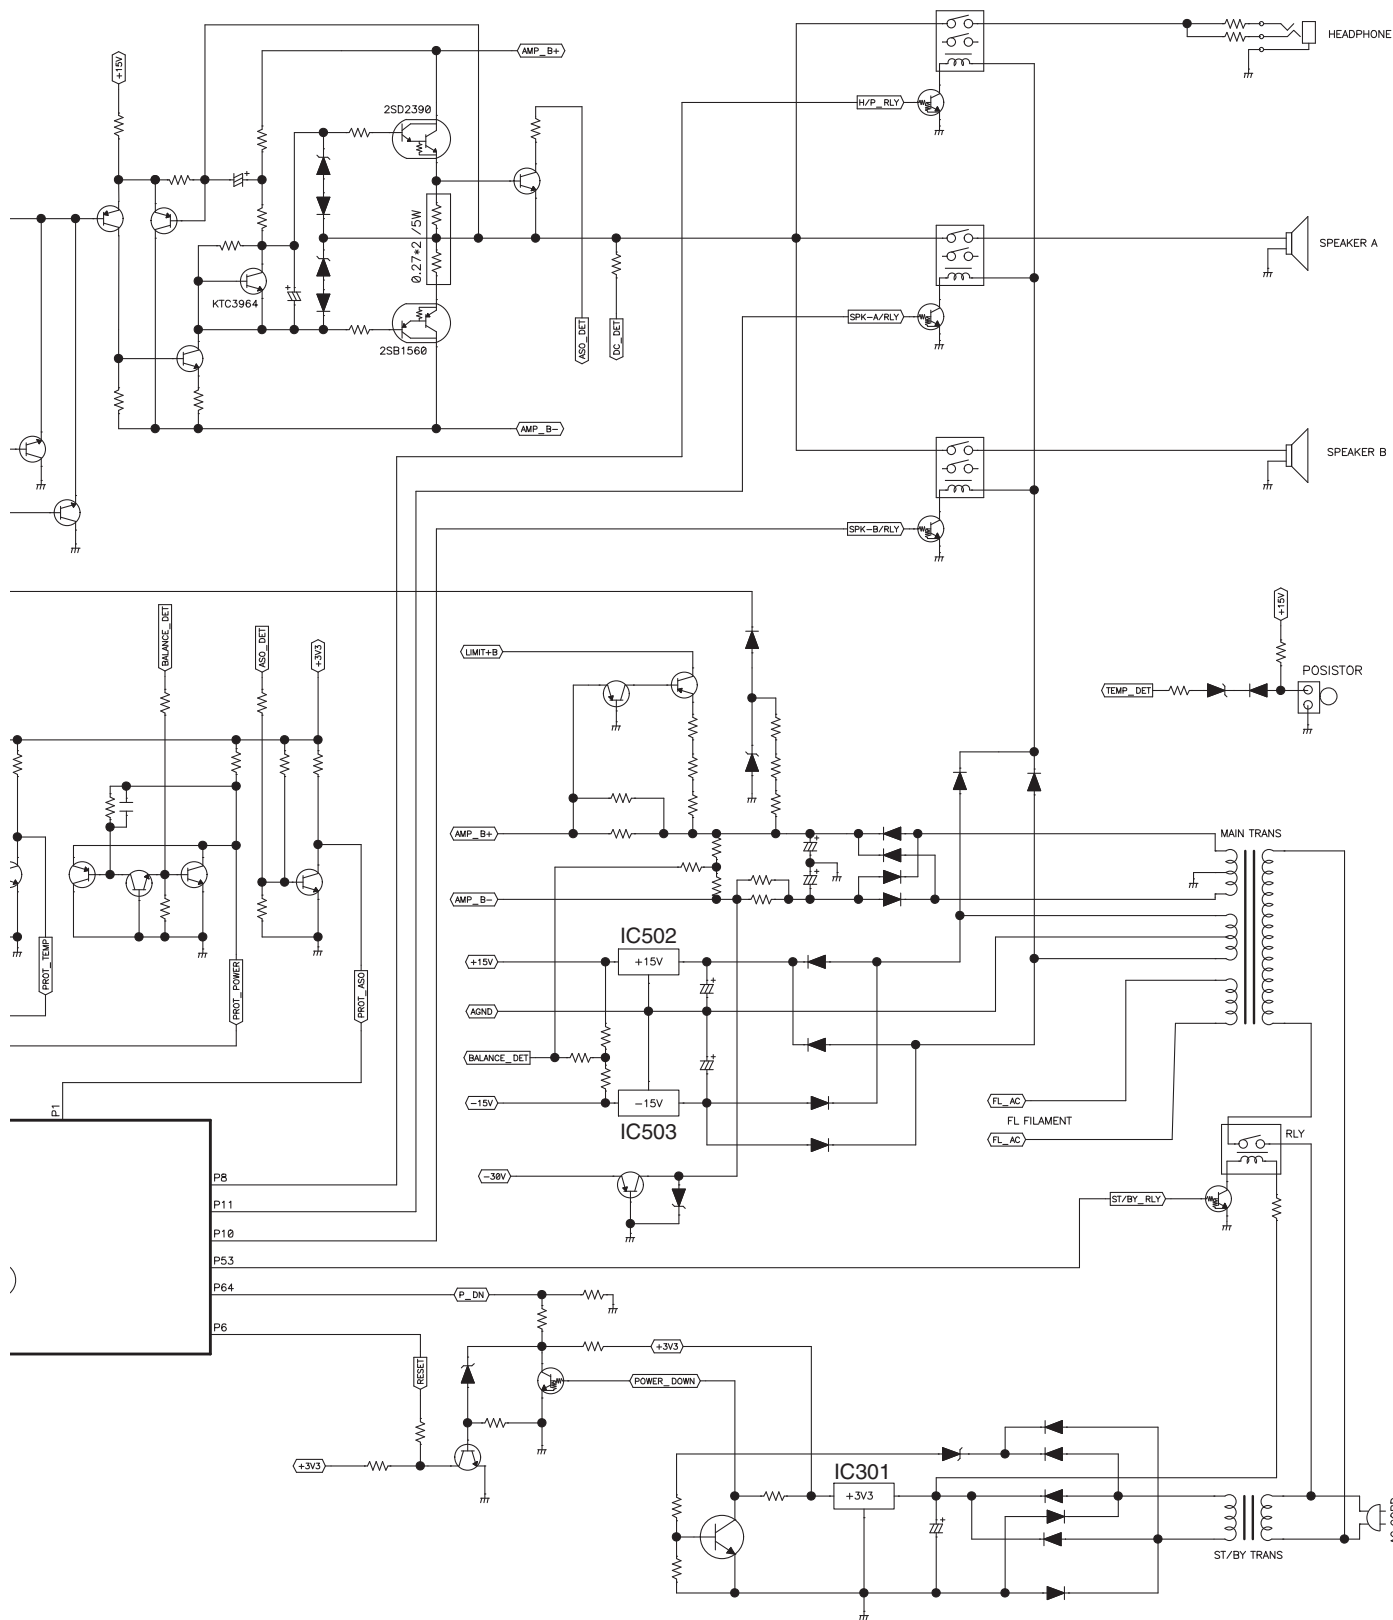 HEADPHONE
+15V
AMP_B+
2SD2390
H/P_RLY
0.27*2 /5W
SPEAKER A
KTC3964
SPK-A/RLY
ASO_DET
DC_DET
2SB1560
AMP_B-
SPEAKER B
SPK-B/RLY
BALANCE_DET
ASO_DET
+3V3
LIMIT+B
+15V
POSISTOR
TEMP_DET
AMP_B+
MAIN TRANS
AMP_B-
IC502
+15V
+15V
PROT_TEMP
PROT_POWER
PROT_ASO
AGND
BALANCE_DET
-15V
-15V
IC503
P1
FL_AC
FL FILAMENT
FL_AC
RLY
P8
-30V
ST/BY_RLY
P11
P10
P53
P64
P_DN
P6
+3V3
RESET
POWER_DOWN
+3V3
IC301
+3V3
ST/BY TRANS
AC CORD